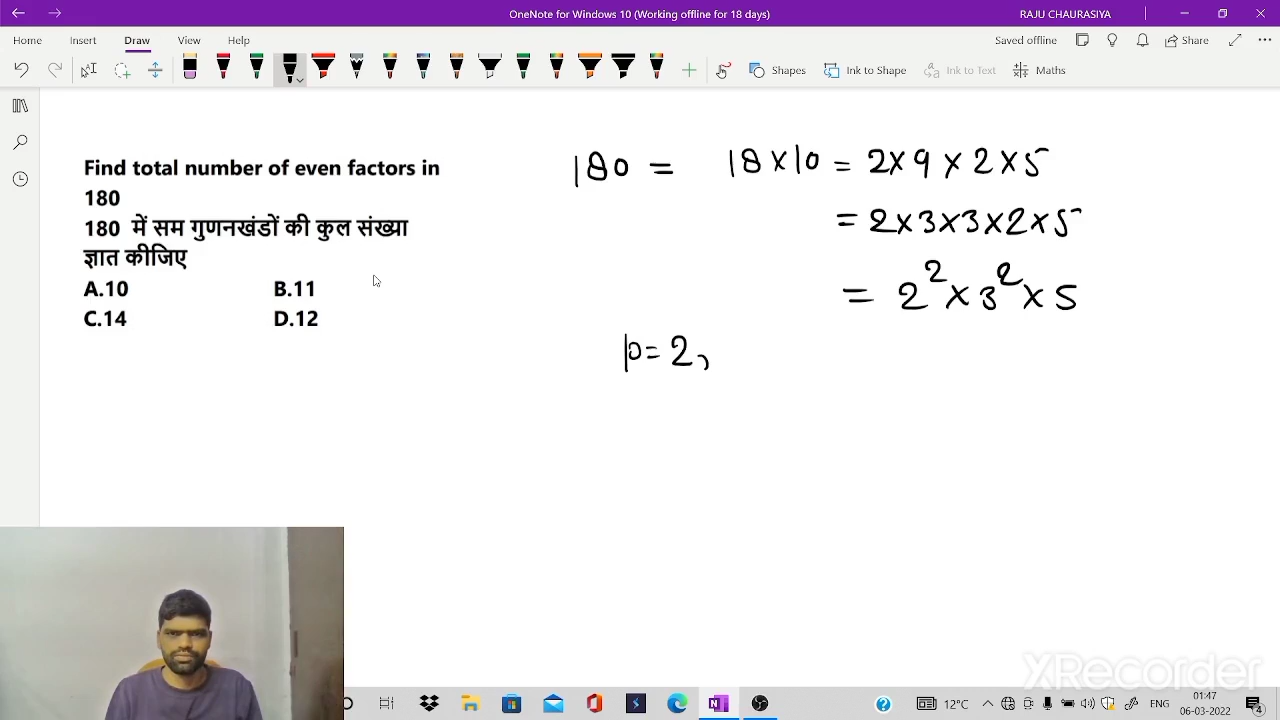 OneNote for Windows 10 (Working offline for 18 days)
RAJU CHAURASIYA
Home Insert Draw View Help
Saved offline
Share
Shapes
Ink to Shape
Ink to Text
Maths
Find total number of even factors in
180
180 में सम गुणनखंडों की कुल संख्या
ज्ञात कीजिए
A.10 B.11
C.14 D.12
180 = 18 × 10 = 2 × 9 × 2 × 5
= 2 × 3 × 3 × 2 × 5
= 2² × 3² × 5
p = 2,
XRecorder
12°C
ENG
01:47
06-03-2022
4